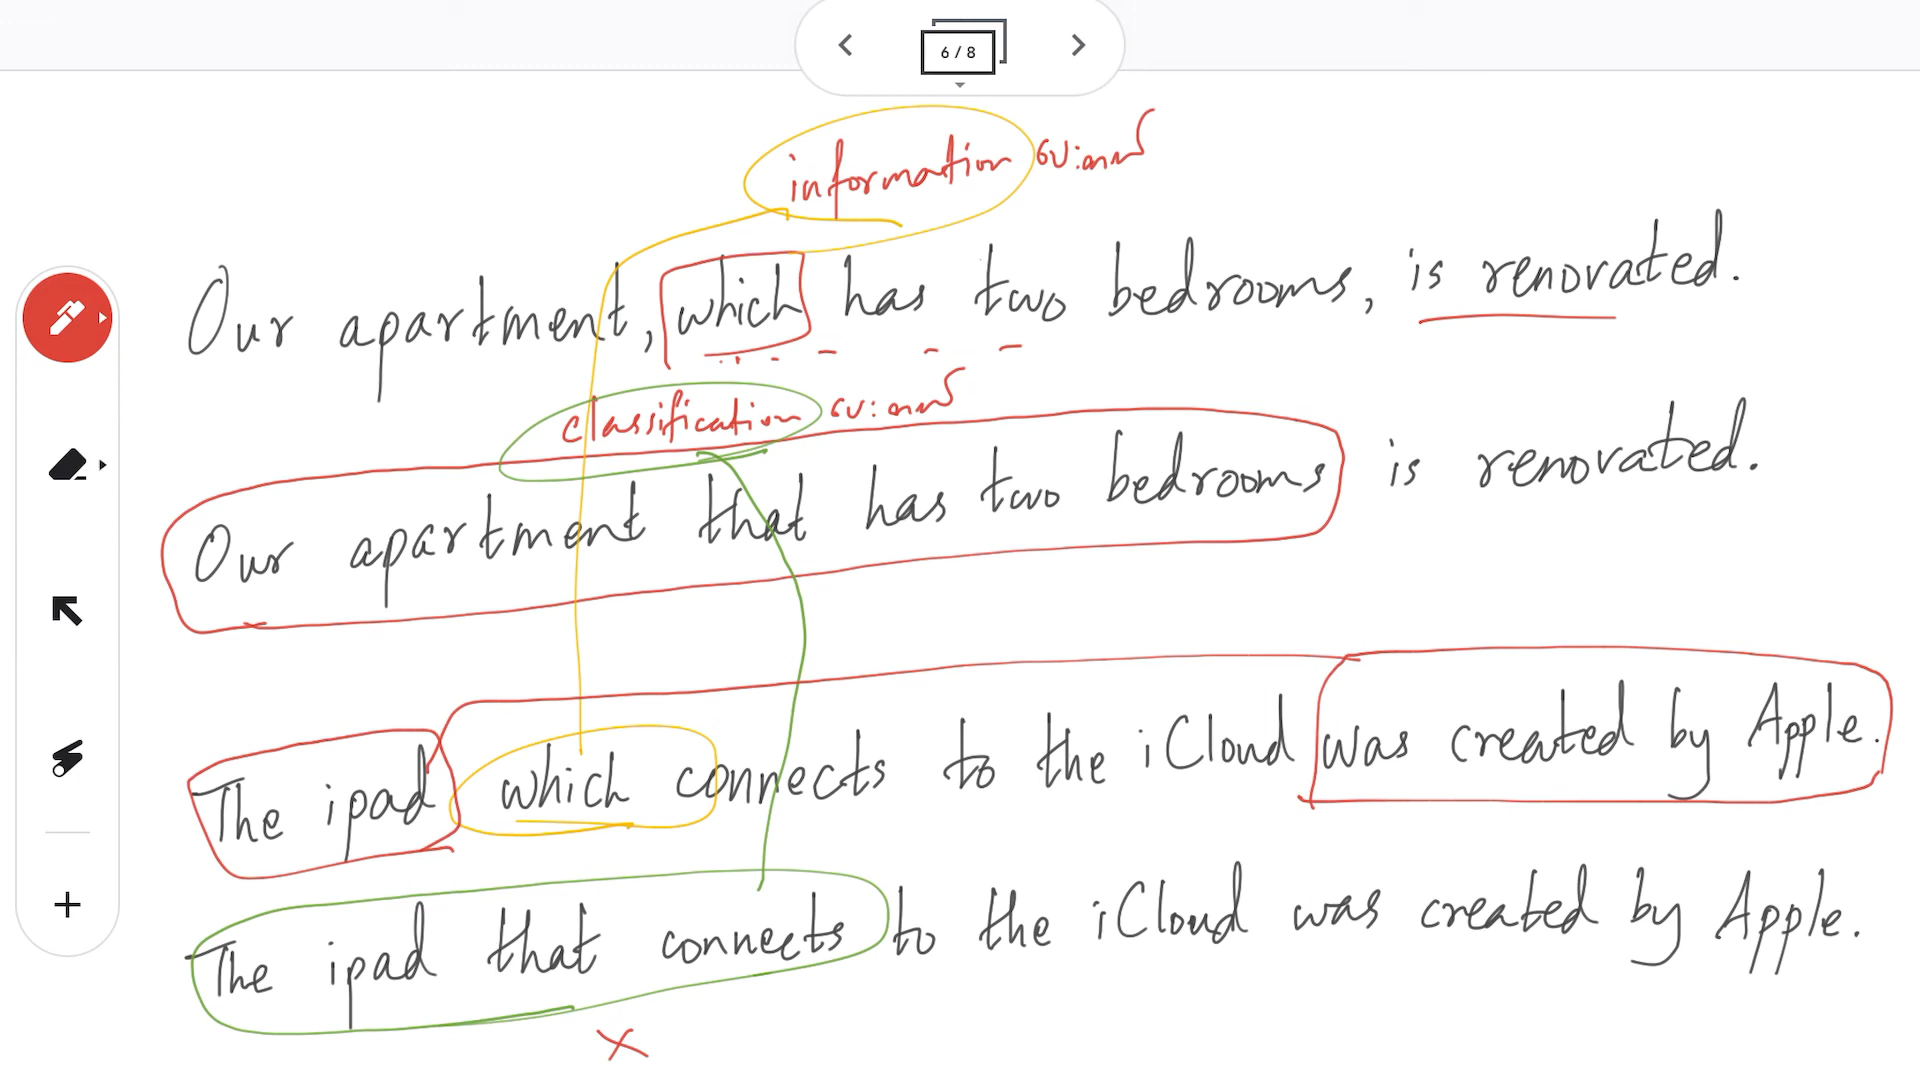 6 / 8
information
Our apartment, which has two bedrooms, is renovated.
classification
Our apartment that has two bedrooms is renovated.
The ipad which connects to the iCloud was created by Apple.
The ipad that connects to the iCloud was created by Apple.
x